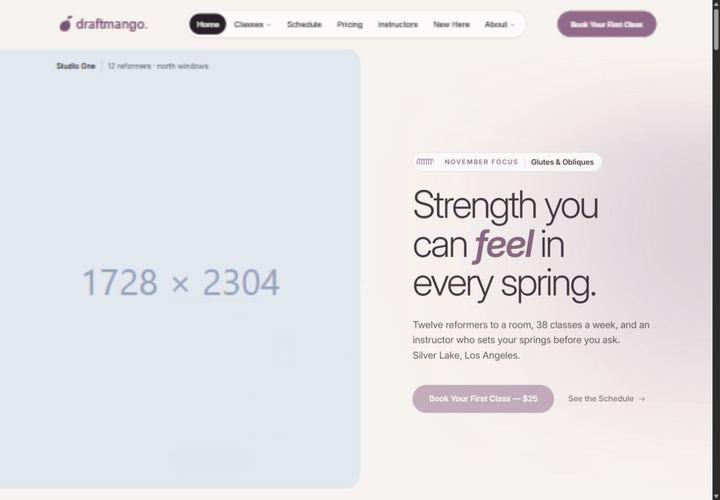 draftmango.
Home Classes Schedule Pricing Instructors New Here About
Book Your First Class
Studio One 12 reformers · north windows
1728 × 2304
NOVEMBER FOCUS Glutes & Obliques
Strength you
can feel in
every spring.
Twelve reformers to a room, 38 classes a week, and an
instructor who sets your springs before you ask.
Silver Lake, Los Angeles.
Book Your First Class — $25 See the Schedule →